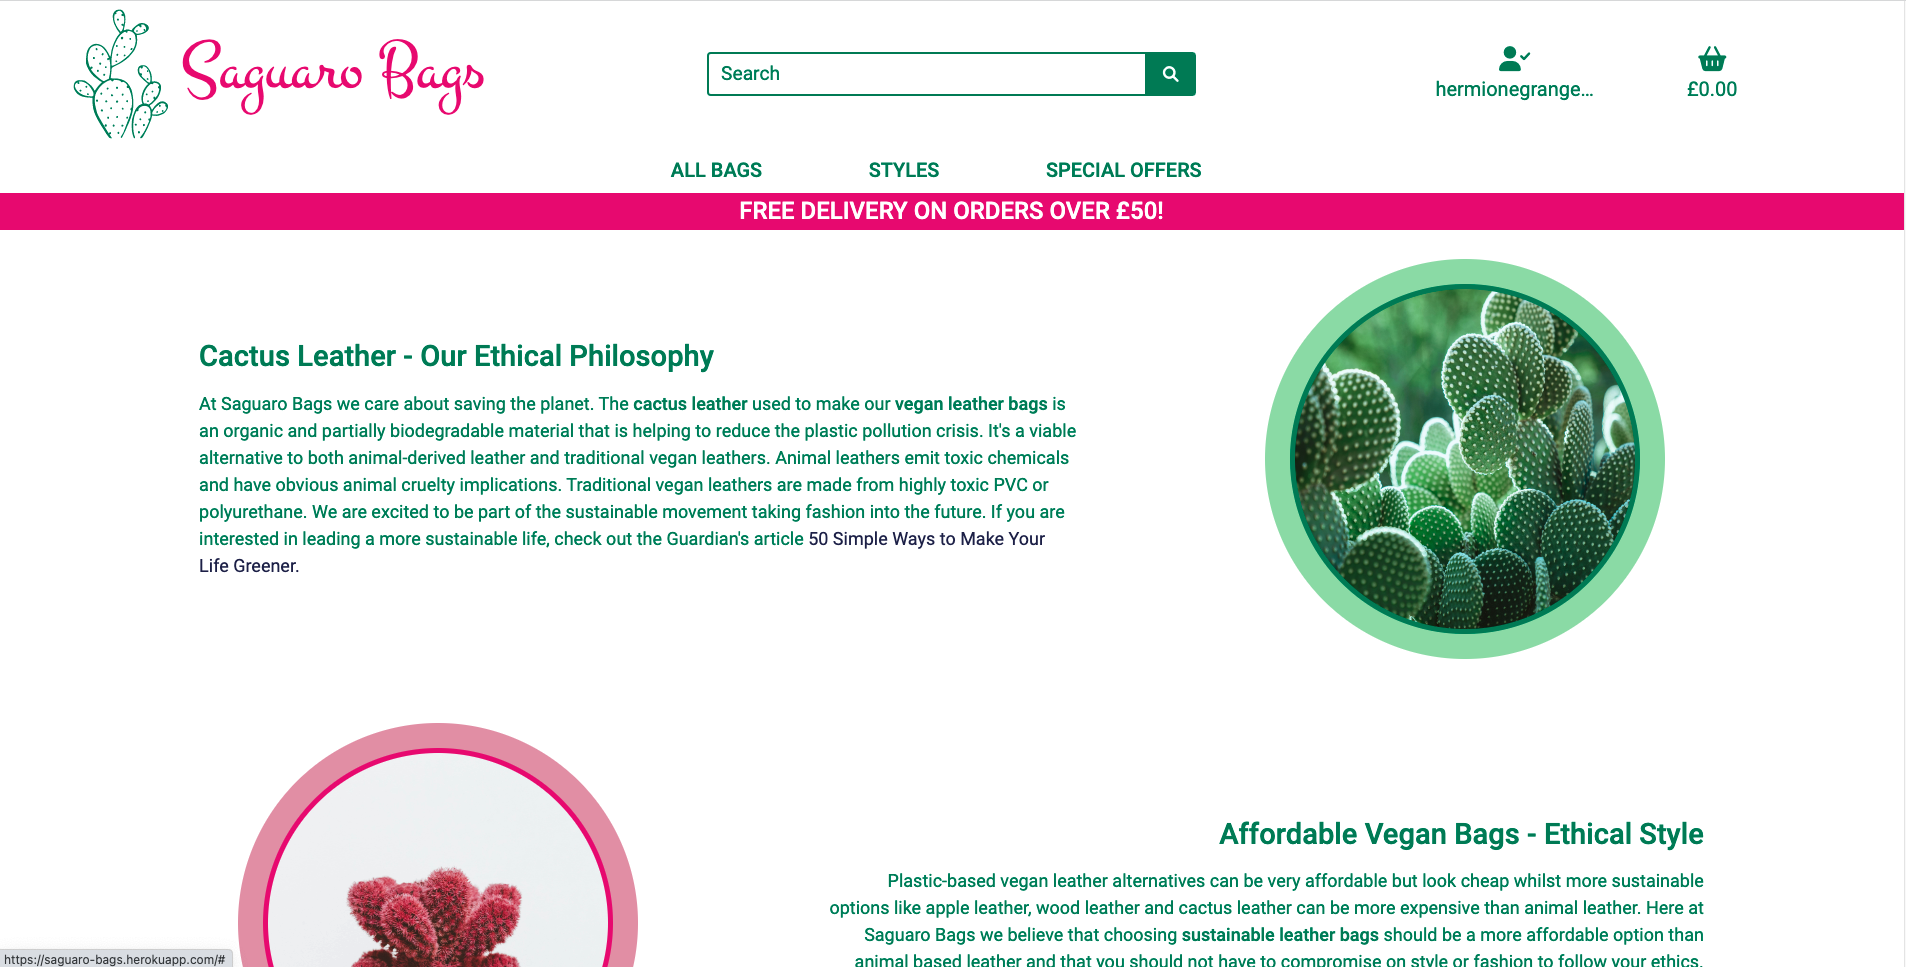 Saguaro Bags
Search
hermionegrange...
£0.00
ALL BAGS
STYLES
SPECIAL OFFERS
FREE DELIVERY ON ORDERS OVER £50!
Cactus Leather - Our Ethical Philosophy
At Saguaro Bags we care about saving the planet. The cactus leather used to make our vegan leather bags is
an organic and partially biodegradable material that is helping to reduce the plastic pollution crisis. It's a viable
alternative to both animal-derived leather and traditional vegan leathers. Animal leathers emit toxic chemicals
and have obvious animal cruelty implications. Traditional vegan leathers are made from highly toxic PVC or
polyurethane. We are excited to be part of the sustainable movement taking fashion into the future. If you are
interested in leading a more sustainable life, check out the Guardian's article 50 Simple Ways to Make Your
Life Greener.
Affordable Vegan Bags - Ethical Style
Plastic-based vegan leather alternatives can be very affordable but look cheap whilst more sustainable
options like apple leather, wood leather and cactus leather can be more expensive than animal leather. Here at
Saguaro Bags we believe that choosing sustainable leather bags should be a more affordable option than
animal based leather and that you should not have to compromise on style or fashion to follow your ethics.
https://saguaro-bags.herokuapp.com/#